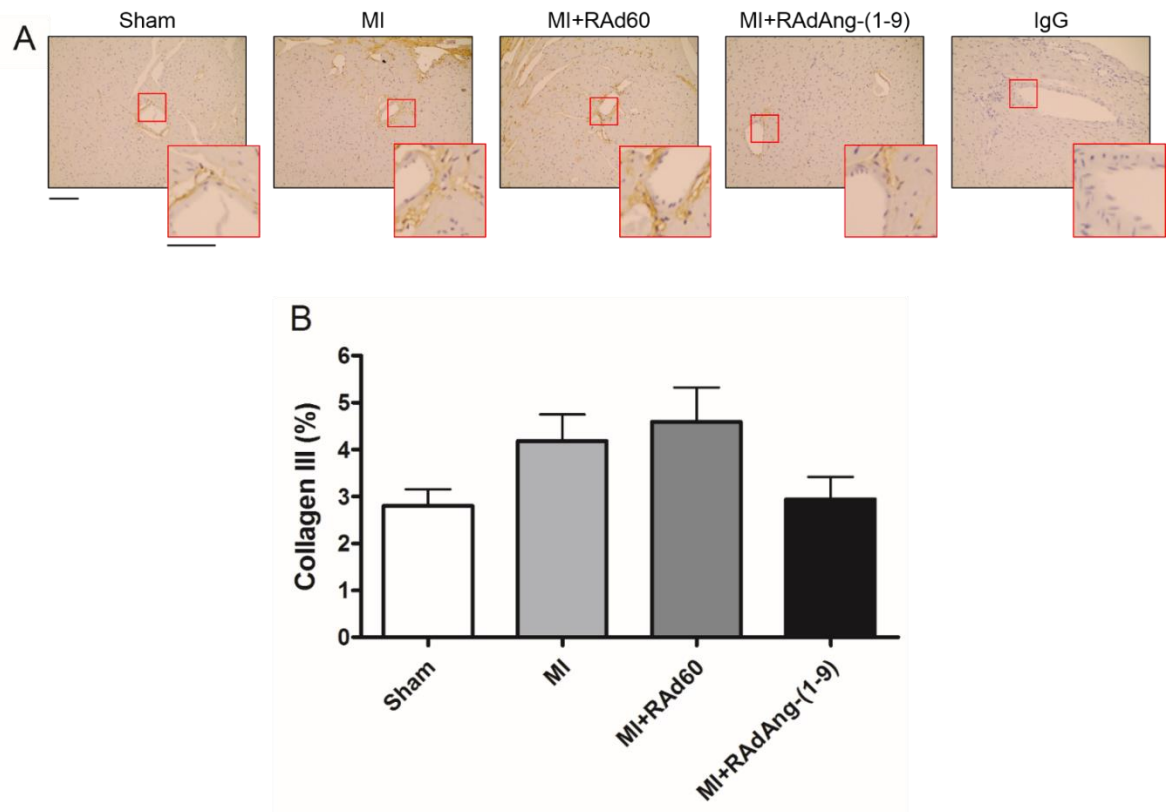 A
Sham
MI
MI+RAd60
MI+RAdAng-(1-9)
IgG
B
Collagen III (%)
6
5
4
3
2
1
0
Sham
MI
MI+RAd60
MI+RAdAng-(1-9)